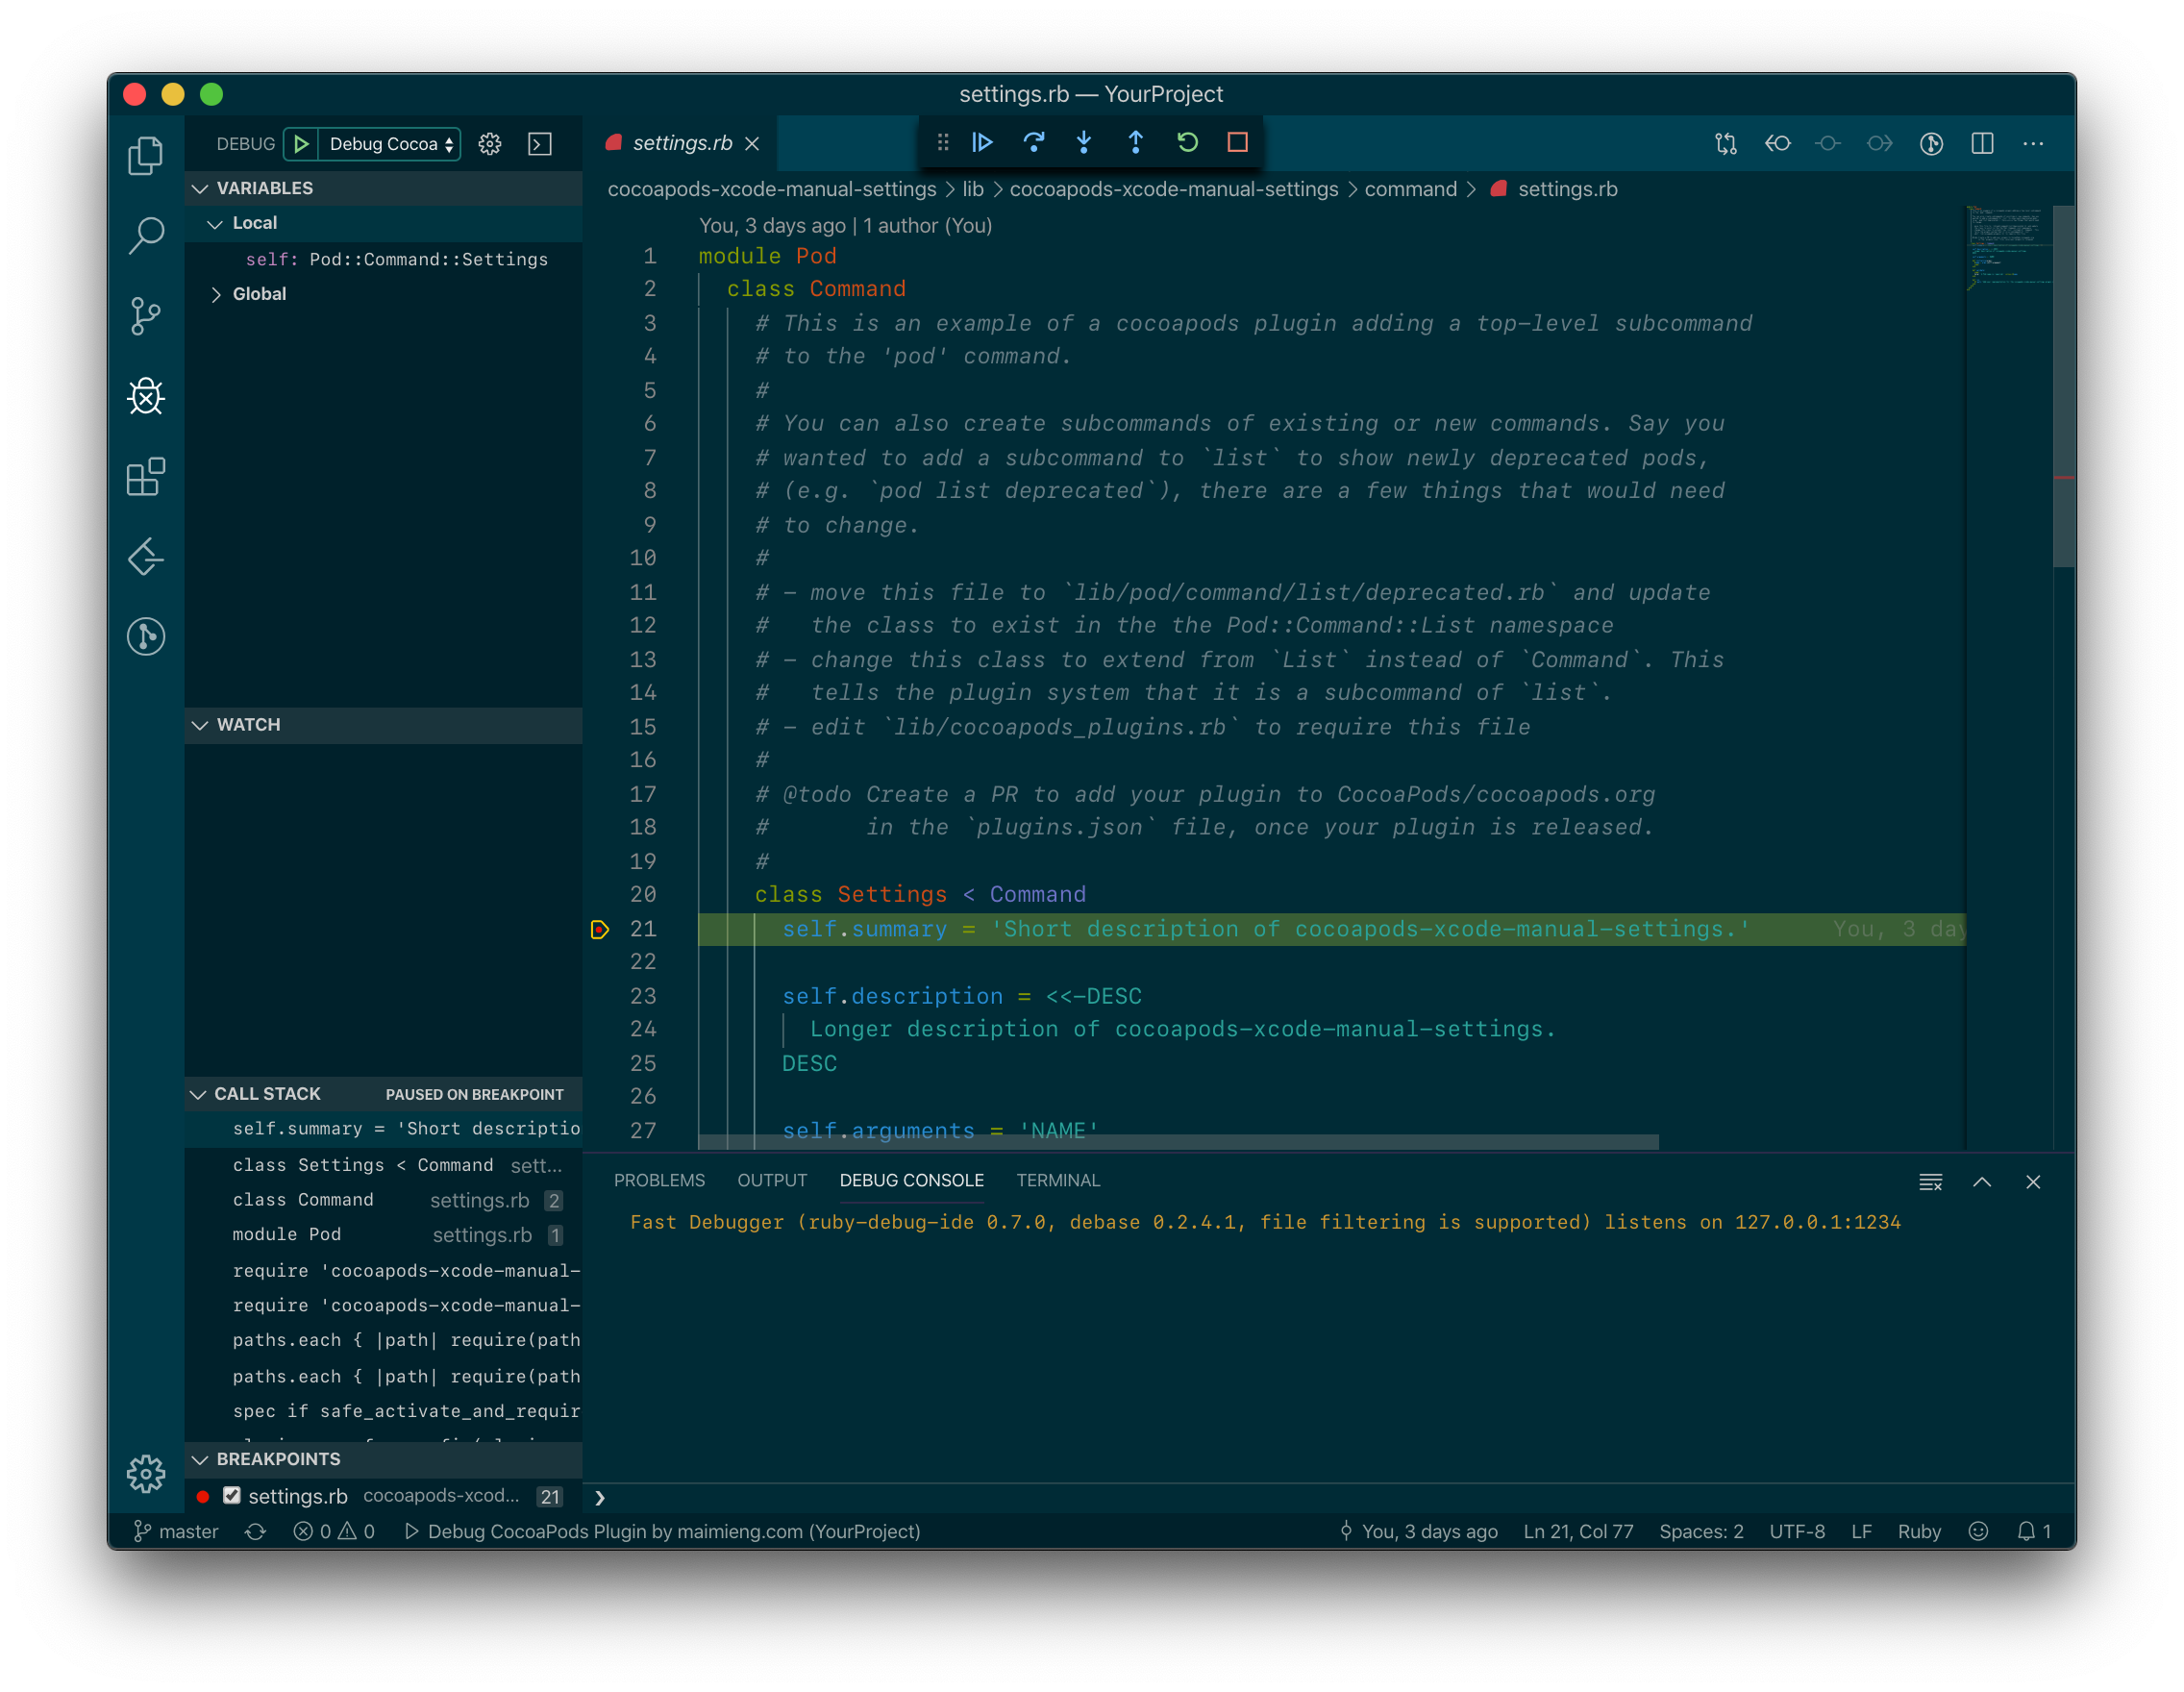 settings.rb — YourProject
DEBUG Debug Cocoa
VARIABLES
Local
self: Pod::Command::Settings
Global
WATCH
CALL STACK PAUSED ON BREAKPOINT
self.summary = 'Short descriptio
class Settings < Command sett...
class Command settings.rb 2
module Pod settings.rb 1
require 'cocoapods-xcode-manual-
require 'cocoapods-xcode-manual-
paths.each { |path| require(path
paths.each { |path| require(path
spec if safe_activate_and_requir
BREAKPOINTS
settings.rb cocoapods-xcod... 21
settings.rb
cocoapods-xcode-manual-settings > lib > cocoapods-xcode-manual-settings > command > settings.rb
You, 3 days ago | 1 author (You)
1 module Pod
2 class Command
3 # This is an example of a cocoapods plugin adding a top-level subcommand
4 # to the 'pod' command.
5 #
6 # You can also create subcommands of existing or new commands. Say you
7 # wanted to add a subcommand to `list` to show newly deprecated pods,
8 # (e.g. `pod list deprecated`), there are a few things that would need
9 # to change.
10 #
11 # - move this file to `lib/pod/command/list/deprecated.rb` and update
12 # the class to exist in the the Pod::Command::List namespace
13 # - change this class to extend from `List` instead of `Command`. This
14 # tells the plugin system that it is a subcommand of `list`.
15 # - edit `lib/cocoapods_plugins.rb` to require this file
16 #
17 # @todo Create a PR to add your plugin to CocoaPods/cocoapods.org
18 # in the `plugins.json` file, once your plugin is released.
19 #
20 class Settings < Command
21 self.summary = 'Short description of cocoapods-xcode-manual-settings.' You, 3 day
22
23 self.description = <<-DESC
24 Longer description of cocoapods-xcode-manual-settings.
25 DESC
26
27 self.arguments = 'NAME'
PROBLEMS OUTPUT DEBUG CONSOLE TERMINAL
Fast Debugger (ruby-debug-ide 0.7.0, debase 0.2.4.1, file filtering is supported) listens on 127.0.0.1:1234
master 0 0 Debug CocoaPods Plugin by maimieng.com (YourProject) You, 3 days ago Ln 21, Col 77 Spaces: 2 UTF-8 LF Ruby 1